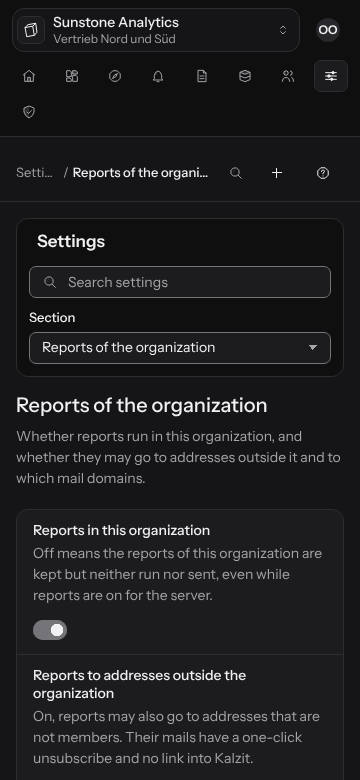 Sunstone Analytics
Vertrieb Nord und Süd
OO
Setti... / Reports of the organi...
Settings
Search settings
Section
Reports of the organization
Reports of the organization
Whether reports run in this organization, and
whether they may go to addresses outside it and to
which mail domains.
Reports in this organization
Off means the reports of this organization are
kept but neither run nor sent, even while
reports are on for the server.
Reports to addresses outside the
organization
On, reports may also go to addresses that are
not members. Their mails have a one-click
unsubscribe and no link into Kalzit.